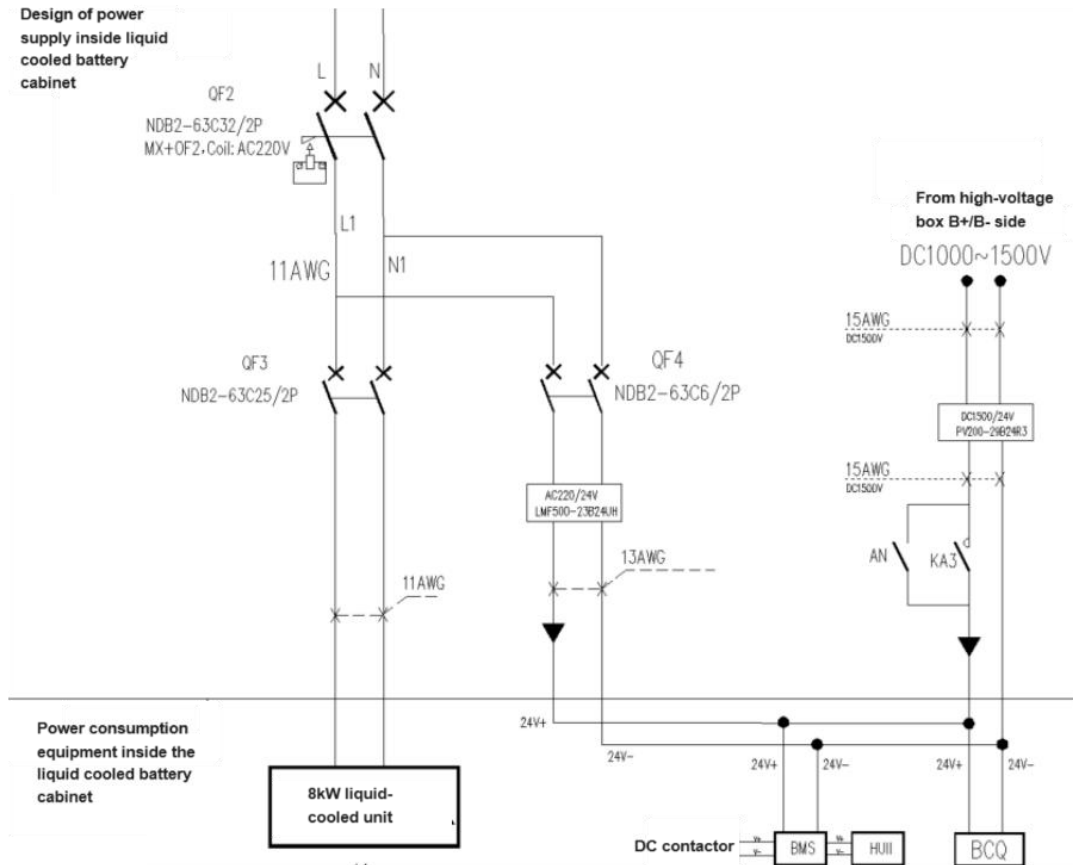 Design of power
supply inside liquid
cooled battery
cabinet
L
N
QF2
NDB2-63C32/2P
MX+OF2.Coil: AC220V
L1
N1
11AWG
From high-voltage
box B+/B- side
DC1000~1500V
15AWG
DC1500V
QF3
NDB2-63C25/2P
QF4
NDB2-63C6/2P
DC1500/24V
PV200-29B24R3
15AWG
DC1500V
AC220/24V
LMF500-23B24UH
AN
KA3
13AWG
11AWG
24V+
24V-
24V+
24V-
24V+
24V-
Power consumption
equipment inside the
liquid cooled battery
cabinet
8kW liquid-
cooled unit
DC contactor
V+
V-
BMS
V+
V-
HUII
BCQ